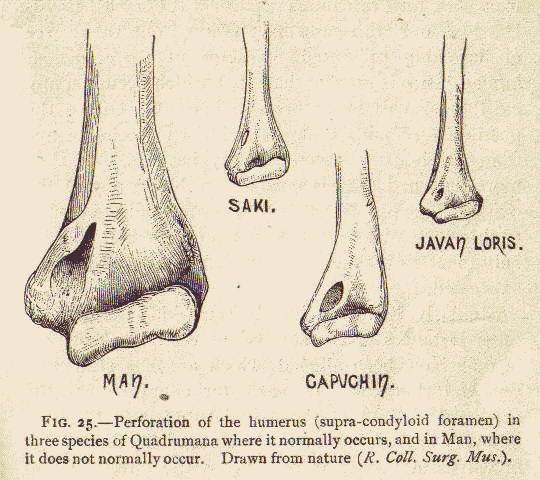 SAKI.
JAVAN LORIS.
MAN.
CAPUCHIN.
FIG. 25.—Perforation of the humerus (supra-condyloid foramen) in
three species of Quadrumana where it normally occurs, and in Man, where
it does not normally occur. Drawn from nature (R. Coll. Surg. Mus.).